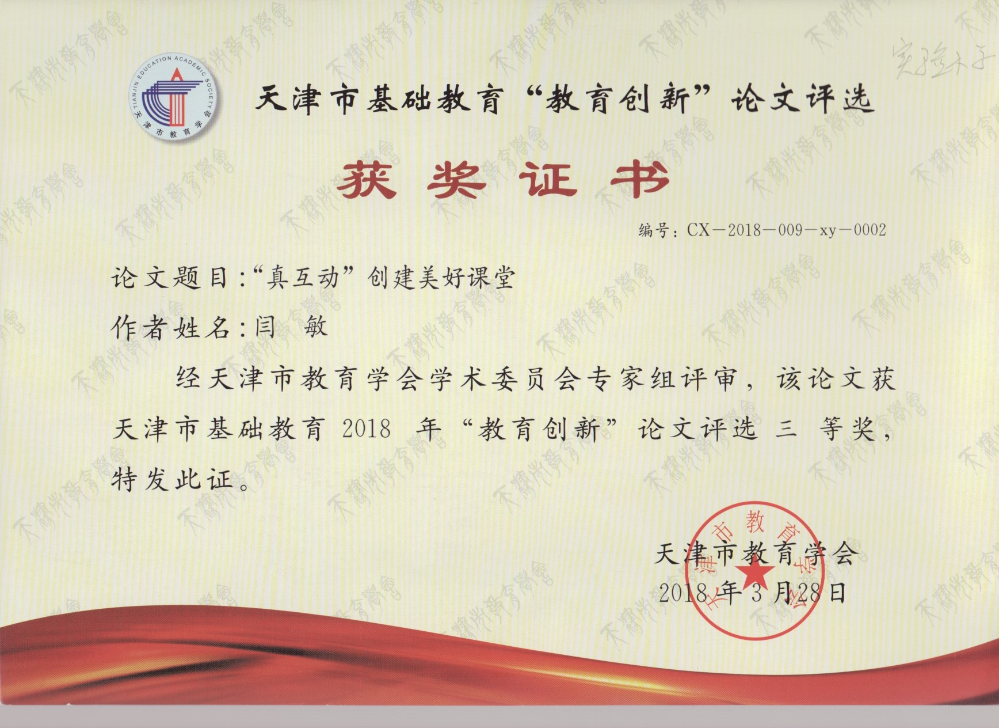 TIANJIN EDUCATION ACADEMIC SOCIETY
天津市教育学会
天津市基础教育“教育创新”论文评选
获奖证书
编号：CX－2018－009－xy－0002
论文题目：“真互动”创建美好课堂
作者姓名：闫 敏
经天津市教育学会学术委员会专家组评审，该论文获
天津市基础教育 2018 年“教育创新”论文评选 三 等奖，
特发此证。
天津市教育学会
2018 年 3 月 28 日
天津市教育学会